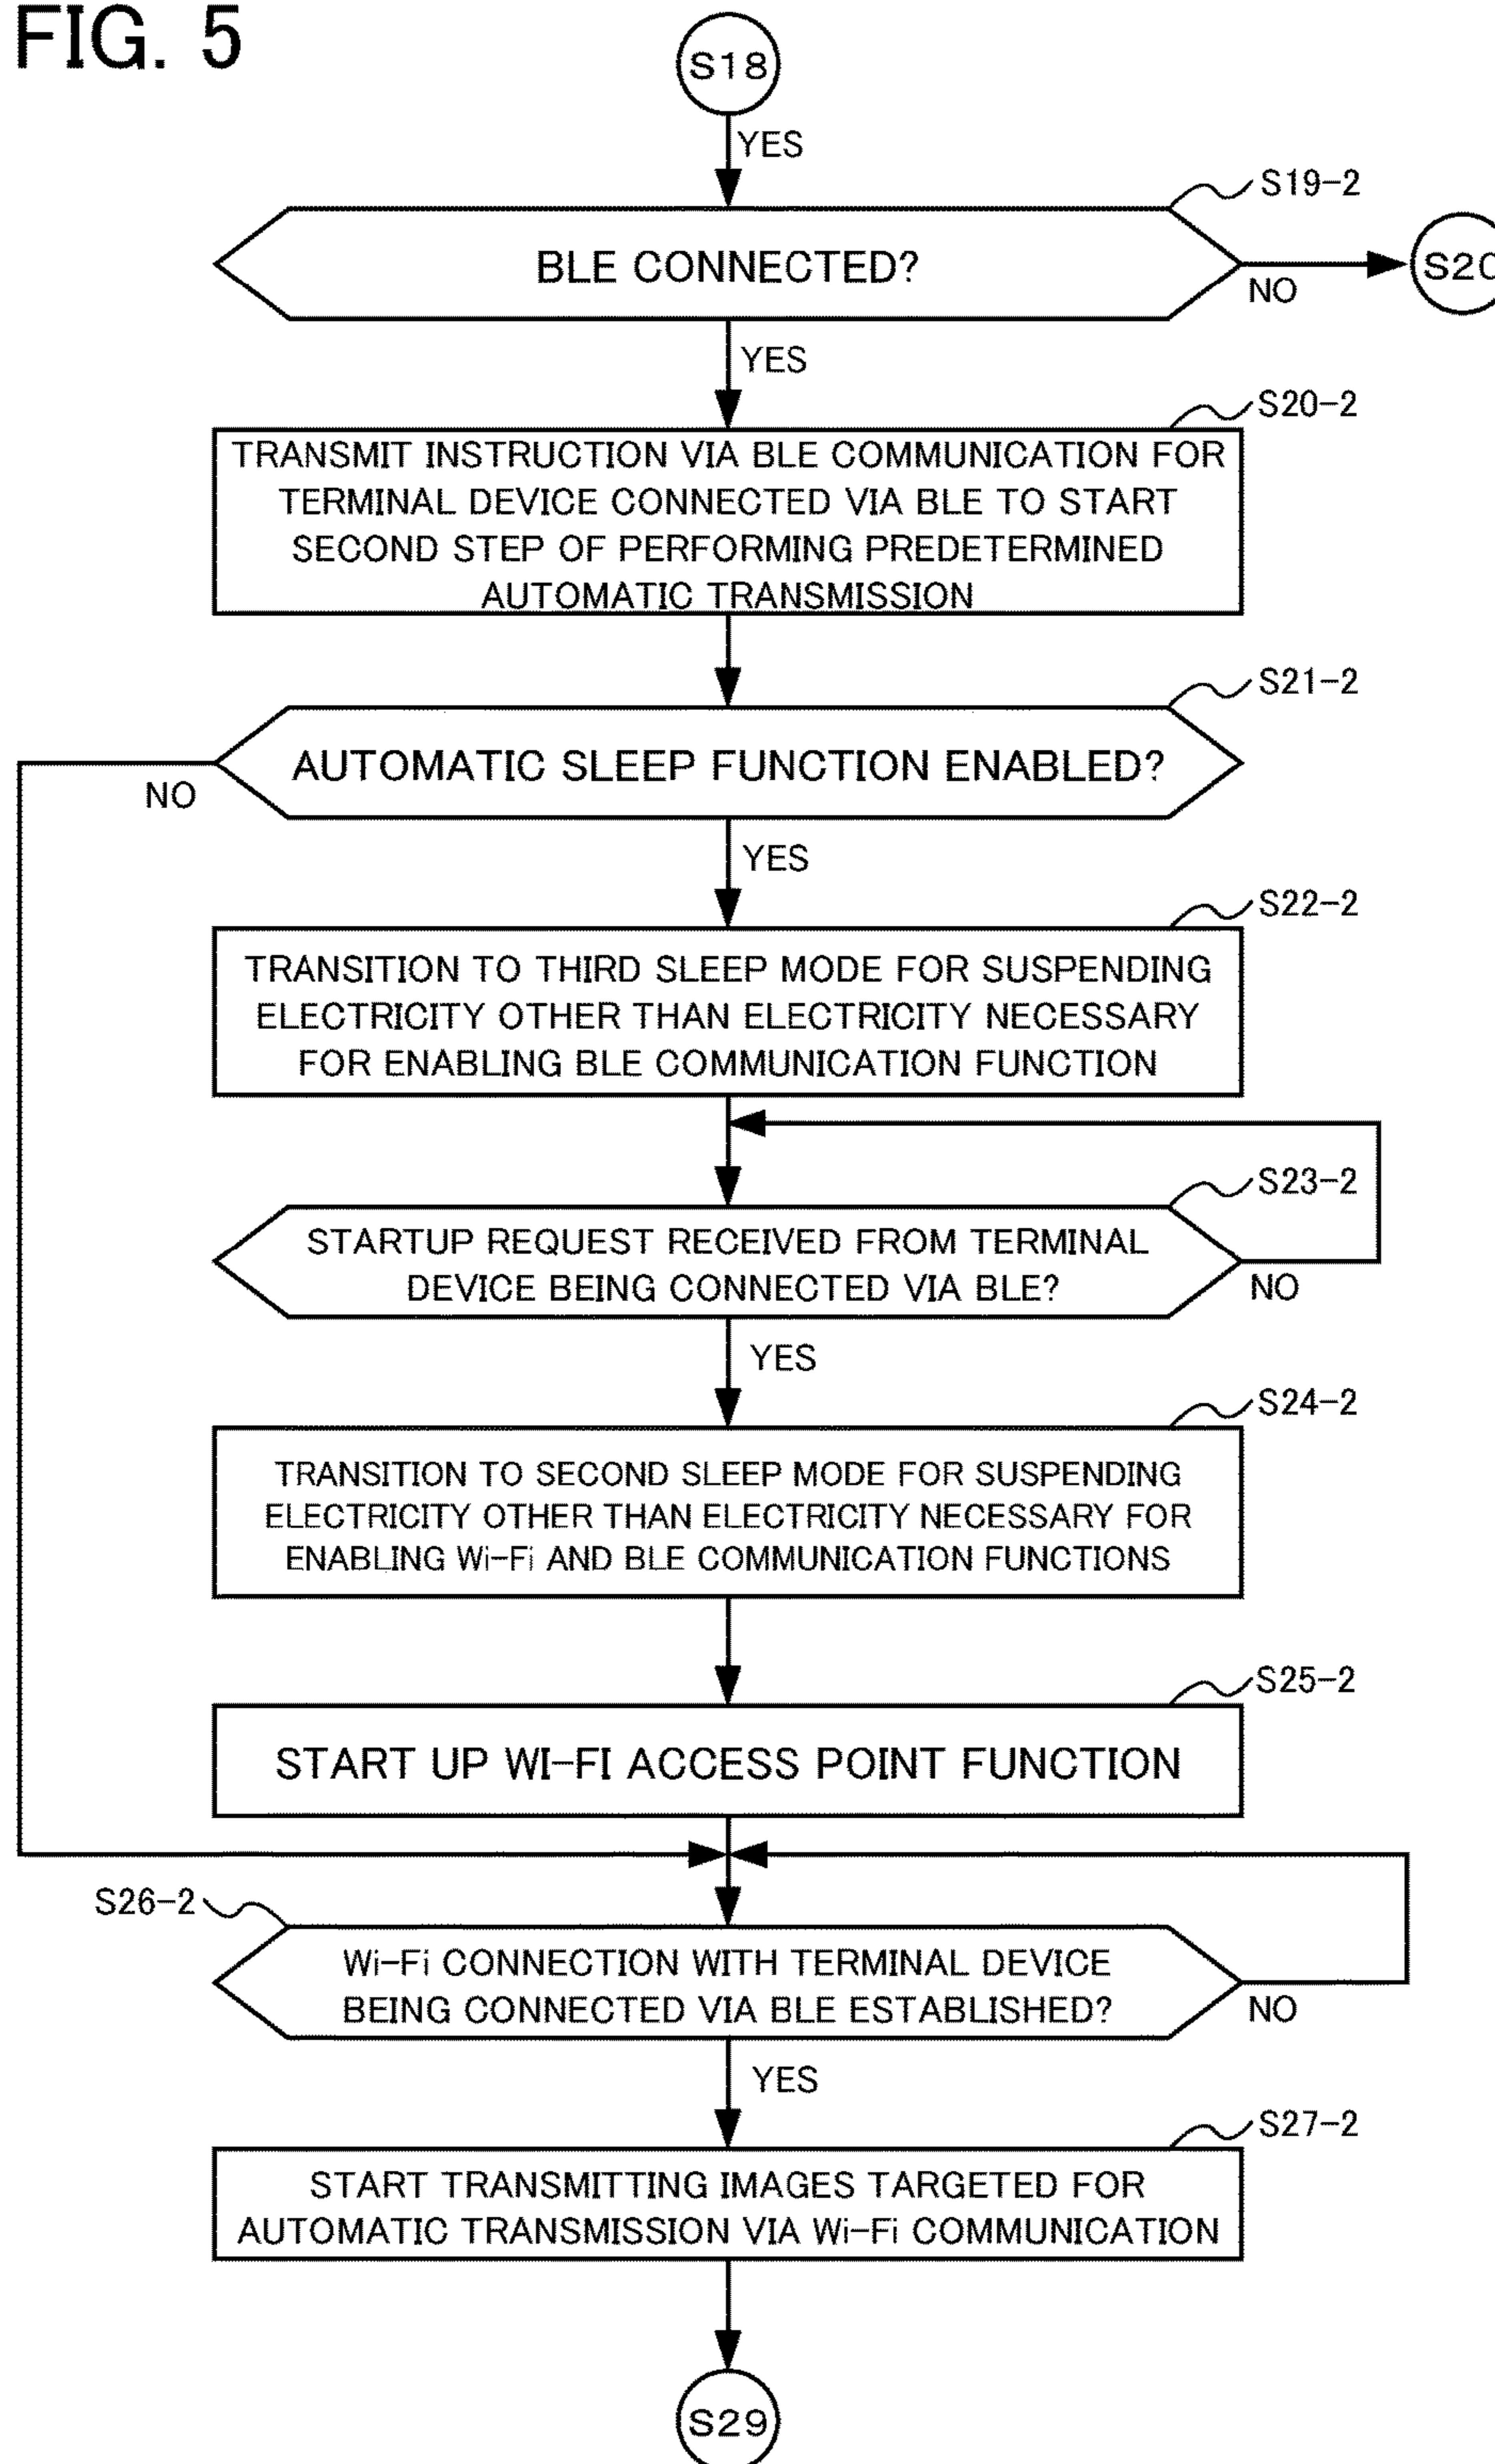 FIG. 5
S18
YES
S19-2
BLE CONNECTED?
S20
NO
YES
S20-2
TRANSMIT INSTRUCTION VIA BLE COMMUNICATION FOR
TERMINAL DEVICE CONNECTED VIA BLE TO START
SECOND STEP OF PERFORMING PREDETERMINED
AUTOMATIC TRANSMISSION
S21-2
AUTOMATIC SLEEP FUNCTION ENABLED?
NO
YES
S22-2
TRANSITION TO THIRD SLEEP MODE FOR SUSPENDING
ELECTRICITY OTHER THAN ELECTRICITY NECESSARY
FOR ENABLING BLE COMMUNICATION FUNCTION
S23-2
STARTUP REQUEST RECEIVED FROM TERMINAL
DEVICE BEING CONNECTED VIA BLE?
NO
YES
S24-2
TRANSITION TO SECOND SLEEP MODE FOR SUSPENDING
ELECTRICITY OTHER THAN ELECTRICITY NECESSARY FOR
ENABLING Wi-Fi AND BLE COMMUNICATION FUNCTIONS
S25-2
START UP WI-FI ACCESS POINT FUNCTION
S26-2
Wi-Fi CONNECTION WITH TERMINAL DEVICE
BEING CONNECTED VIA BLE ESTABLISHED?
NO
YES
S27-2
START TRANSMITTING IMAGES TARGETED FOR
AUTOMATIC TRANSMISSION VIA Wi-Fi COMMUNICATION
S29